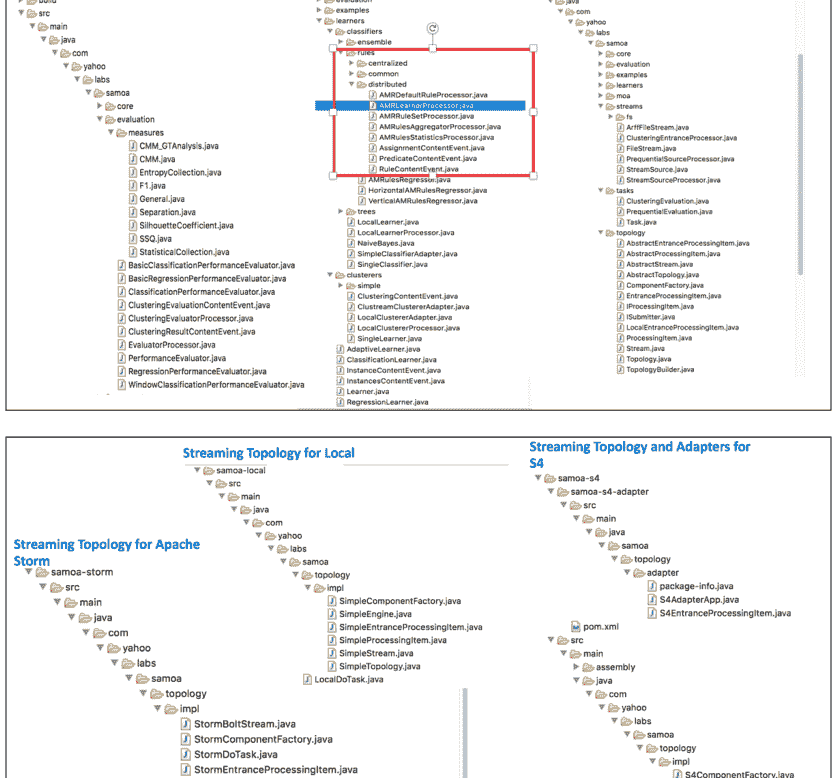 build
src
main
java
com
yahoo
labs
samoa
core
evaluation
measures
CMM_GTAnalysis.java
CMM.java
EntropyCollection.java
F1.java
General.java
Separation.java
SilhouetteCoefficient.java
SSQ.java
StatisticalCollection.java
BasicClassificationPerformanceEvaluator.java
BasicRegressionPerformanceEvaluator.java
ClassificationPerformanceEvaluator.java
ClusteringEvaluationContentEvent.java
ClusteringEvaluatorProcessor.java
ClusteringResultContentEvent.java
EvaluatorProcessor.java
PerformanceEvaluator.java
RegressionPerformanceEvaluator.java
WindowClassificationPerformanceEvaluator.java
evaluation
examples
learners
classifiers
ensemble
rules
centralized
common
distributed
AMRDefaultRuleProcessor.java
AMRLearnerProcessor.java
AMRRuleSetProcessor.java
AMRulesAggregatorProcessor.java
AMRulesStatisticsProcessor.java
AssignmentContentEvent.java
PredicateContentEvent.java
RuleContentEvent.java
AMRulesRegressor.java
HorizontalAMRulesRegressor.java
VerticalAMRulesRegressor.java
trees
LocalLearner.java
LocalLearnerProcessor.java
NaiveBayes.java
SimpleClassifierAdapter.java
SingleClassifier.java
clusterers
simple
ClusteringContentEvent.java
ClustreamClustererAdapter.java
LocalClustererAdapter.java
LocalClustererProcessor.java
SingleLearner.java
AdaptiveLearner.java
ClassificationLearner.java
InstanceContentEvent.java
InstancesContentEvent.java
Learner.java
RegressionLearner.java
java
com
yahoo
labs
samoa
core
evaluation
examples
learners
moa
streams
fs
ArffFileStream.java
ClusteringEntranceProcessor.java
FileStream.java
PrequentialSourceProcessor.java
StreamSource.java
StreamSourceProcessor.java
tasks
ClusteringEvaluation.java
PrequentialEvaluation.java
Task.java
topology
AbstractEntranceProcessingItem.java
AbstractProcessingItem.java
AbstractStream.java
AbstractTopology.java
ComponentFactory.java
EntranceProcessingItem.java
IProcessingItem.java
ISubmitter.java
LocalEntranceProcessingItem.java
ProcessingItem.java
Stream.java
Topology.java
TopologyBuilder.java
Streaming Topology for Apache
Storm
samoa-storm
src
main
java
com
yahoo
labs
samoa
topology
impl
StormBoltStream.java
StormComponentFactory.java
StormDoTask.java
StormEntranceProcessingItem.java
Streaming Topology for Local
samoa-local
src
main
java
com
yahoo
labs
samoa
topology
impl
SimpleComponentFactory.java
SimpleEngine.java
SimpleEntranceProcessingItem.java
SimpleProcessingItem.java
SimpleStream.java
SimpleTopology.java
LocalDoTask.java
Streaming Topology and Adapters for
S4
samoa-s4
samoa-s4-adapter
src
main
java
samoa
topology
adapter
package-info.java
S4AdapterApp.java
S4EntranceProcessingItem.java
pom.xml
src
main
assembly
java
com
yahoo
labs
samoa
topology
impl
S4ComponentFactory.java